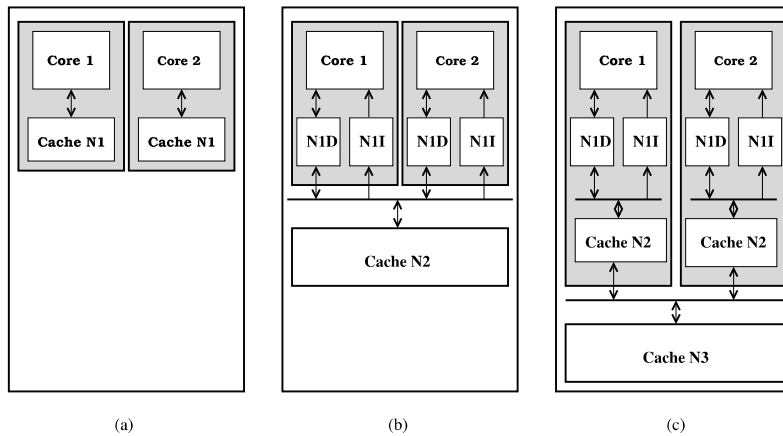 Core 1
Core 2
Cache N1
Cache N1
(a)
Core 1
Core 2
N1D
N1I
N1D
N1I
Cache N2
(b)
Core 1
Core 2
N1D
N1I
N1D
N1I
Cache N2
Cache N2
Cache N3
(c)